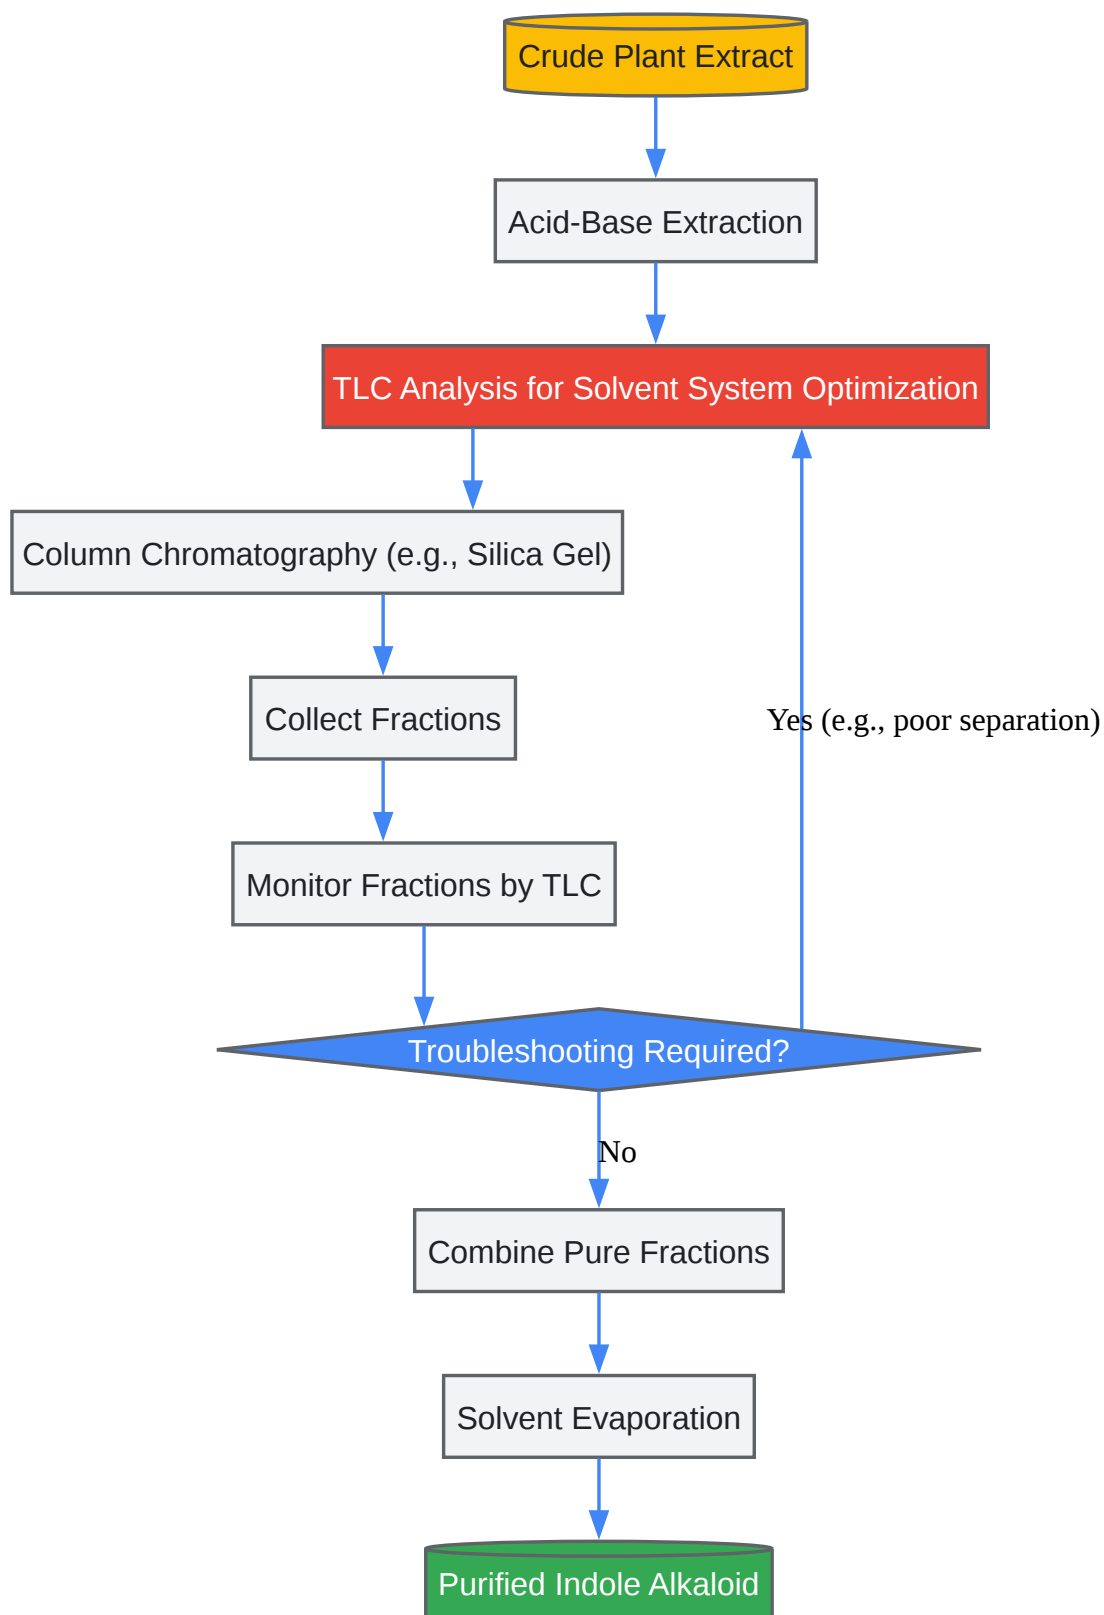 Crude Plant Extract
Acid-Base Extraction
TLC Analysis for Solvent System Optimization
Column Chromatography (e.g., Silica Gel)
Collect Fractions
Yes (e.g., poor separation)
Monitor Fractions by TLC
Troubleshooting Required?
No
Combine Pure Fractions
Solvent Evaporation
Purified Indole Alkaloid